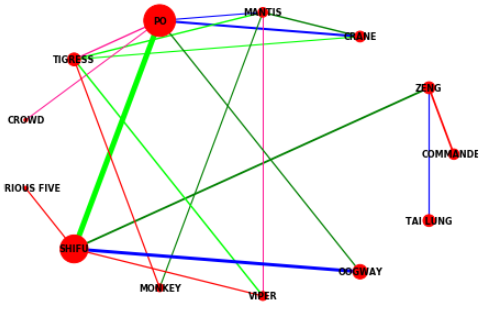 PO
MANTIS
CRANE
TIGRESS
ZENG
CROWD
COMMANDE
RIOUS FIVE
TAI LUNG
SHIFU
OOGWAY
MONKEY
VIPER